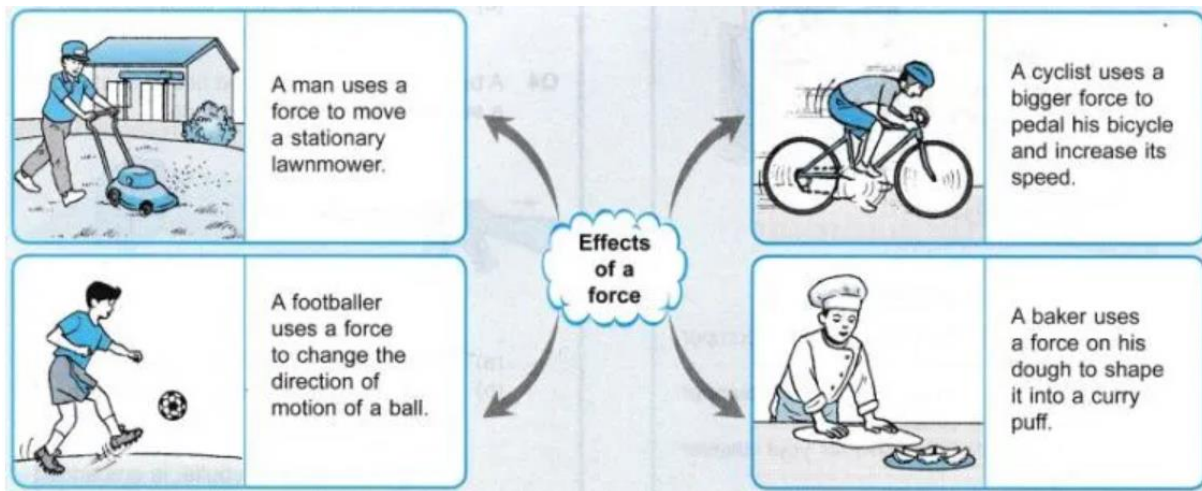 A man uses a
force to move
a stationary
lawnmower.
A cyclist uses a
bigger force to
pedal his bicycle
and increase its
speed.
Effects
of a
force
A footballer
uses a force
to change the
direction of
motion of a ball.
A baker uses
a force on his
dough to shape
it into a curry
puff.